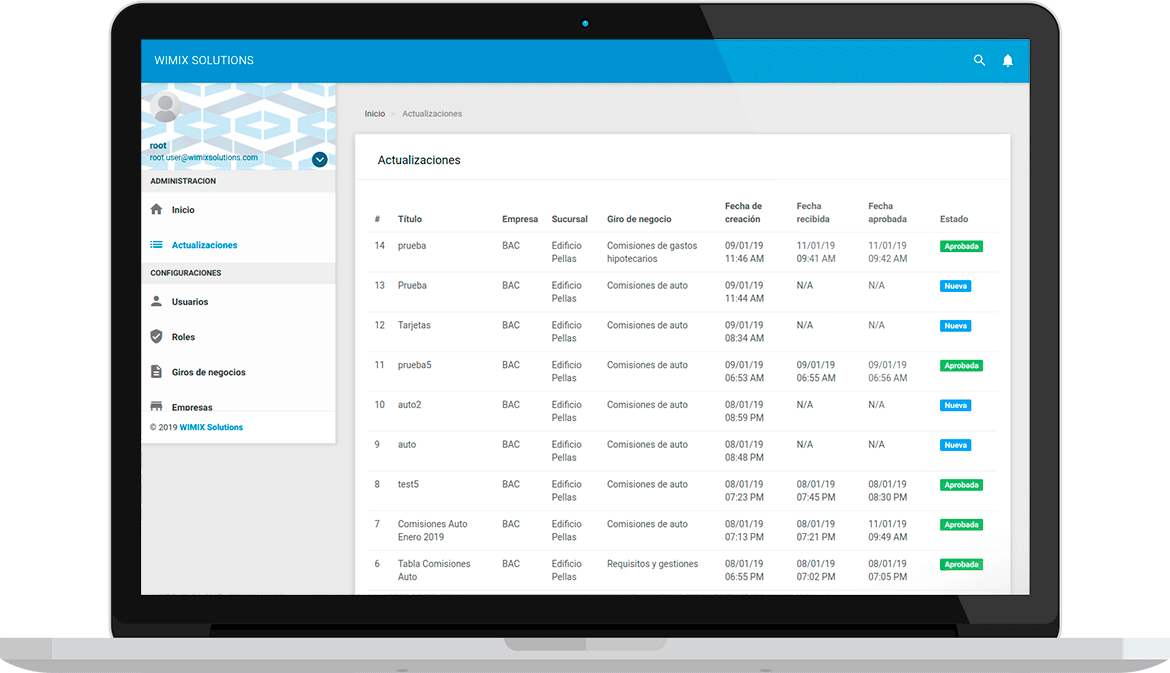 WIMIX SOLUTIONS
root
root.user@wimixsolutions.com
ADMINISTRACION
Inicio
Actualizaciones
CONFIGURACIONES
Usuarios
Roles
Giros de negocios
Empresas
© 2019 WIMIX Solutions
Inicio > Actualizaciones
Actualizaciones
# Título Empresa Sucursal Giro de negocio Fecha de creación Fecha recibida Fecha aprobada Estado
14 prueba BAC Edificio Pellas Comisiones de gastos hipotecarios 09/01/19 11:46 AM 11/01/19 09:41 AM 11/01/19 09:42 AM Aprobada
13 Prueba BAC Edificio Pellas Comisiones de auto 09/01/19 11:44 AM N/A N/A Nueva
12 Tarjetas BAC Edificio Pellas Comisiones de auto 09/01/19 08:34 AM N/A N/A Nueva
11 prueba5 BAC Edificio Pellas Comisiones de auto 09/01/19 06:53 AM 09/01/19 06:55 AM 09/01/19 06:56 AM Aprobada
10 auto2 BAC Edificio Pellas Comisiones de auto 08/01/19 08:59 PM N/A N/A Nueva
9 auto BAC Edificio Pellas Comisiones de auto 08/01/19 08:48 PM N/A N/A Nueva
8 test5 BAC Edificio Pellas Comisiones de auto 08/01/19 07:23 PM 08/01/19 07:45 PM 08/01/19 08:30 PM Aprobada
7 Comisiones Auto Enero 2019 BAC Edificio Pellas Comisiones de auto 08/01/19 07:13 PM 08/01/19 07:21 PM 11/01/19 09:49 AM Aprobada
6 Tabla Comisiones Auto BAC Edificio Pellas Requisitos y gestiones 08/01/19 06:55 PM 08/01/19 07:02 PM 08/01/19 07:05 PM Aprobada